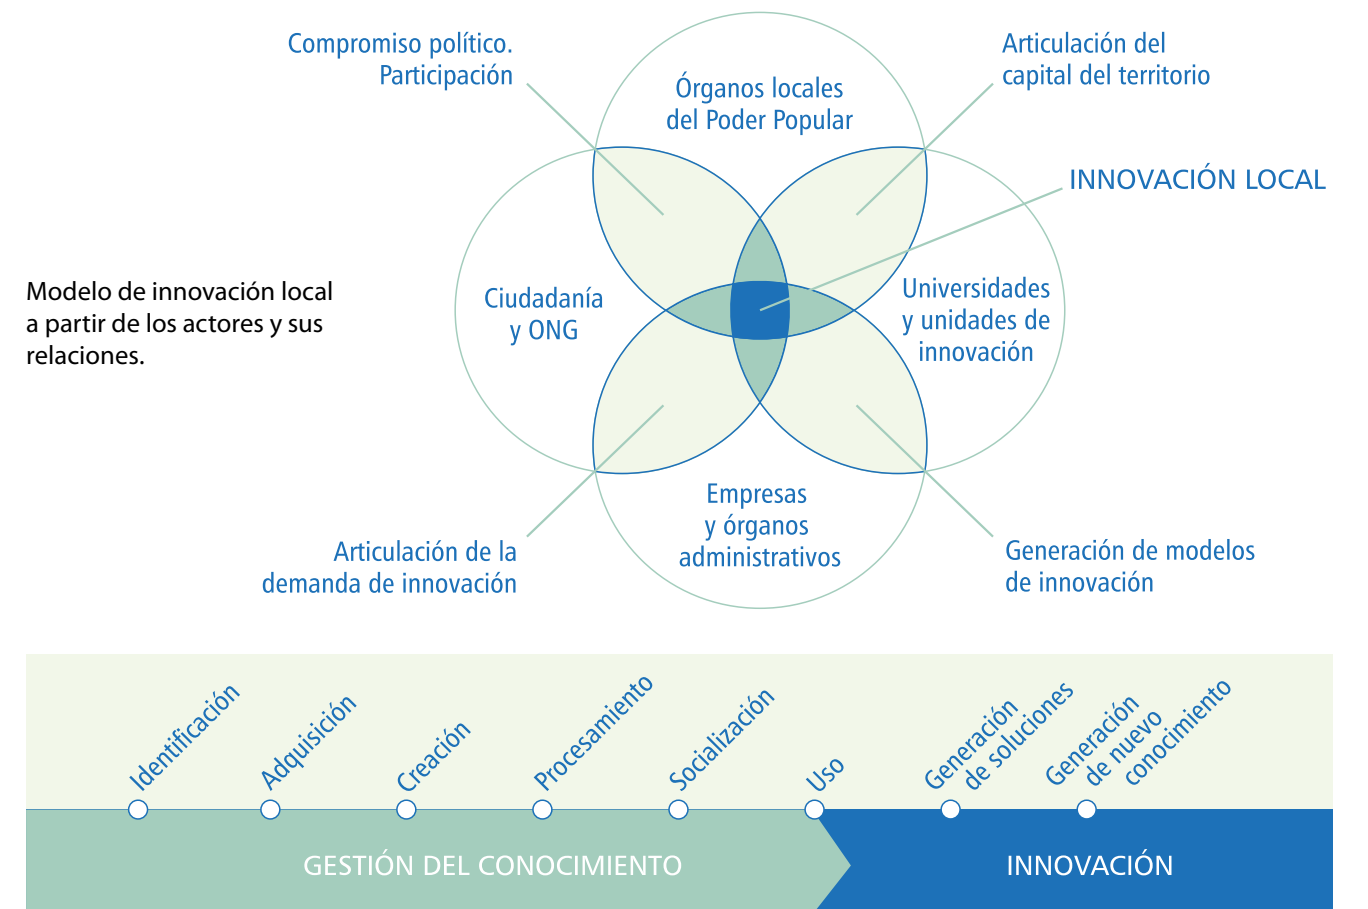 Compromiso político.
Participación
Órganos locales
del Poder Popular
Articulación del
capital del territorio
INNOVACIÓN LOCAL
Modelo de innovación local
a partir de los actores y sus
relaciones.
Ciudadanía
y ONG
Universidades
y unidades de
innovación
Empresas
y órganos
administrativos
Articulación de la
demanda de innovación
Generación de modelos
de innovación
Identificación
Adquisición
Creación
Procesamiento
Socialización
Uso
Generación
de soluciones
Generación
de nuevo
conocimiento
GESTIÓN DEL CONOCIMIENTO
INNOVACIÓN